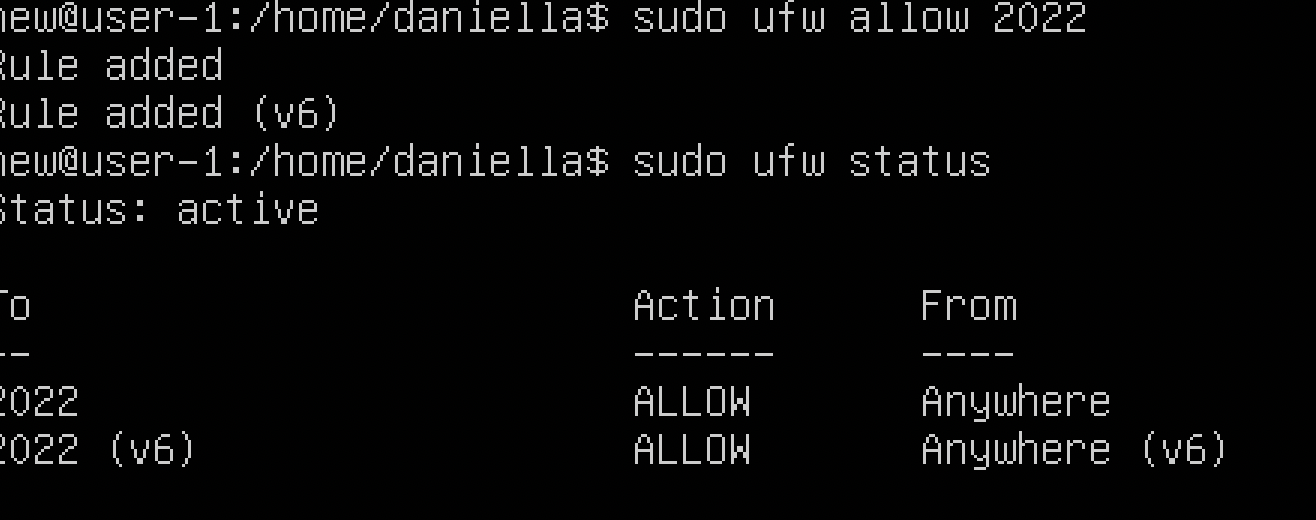 new@user-1:/home/daniella$ sudo ufw allow 2022
Rule added
Rule added (v6)
new@user-1:/home/daniella$ sudo ufw status
Status: active
To Action From
-- ------ ----
2022 ALLOW Anywhere
2022 (v6) ALLOW Anywhere (v6)